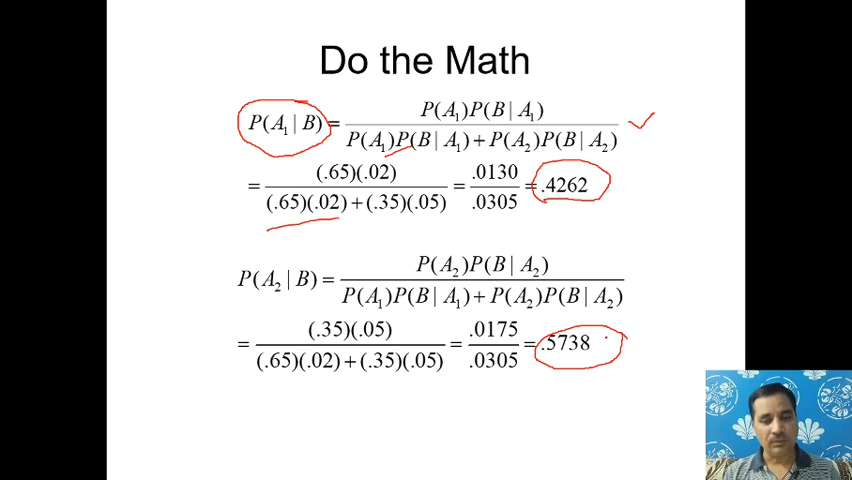 Do the Math
P(A₁ | B) = P(A₁)P(B | A₁) / P(A₁)P(B | A₁) + P(A₂)P(B | A₂)
= (.65)(.02) / (.65)(.02) + (.35)(.05) = .0130 / .0305 = .4262
P(A₂ | B) = P(A₂)P(B | A₂) / P(A₁)P(B | A₁) + P(A₂)P(B | A₂)
= (.35)(.05) / (.65)(.02) + (.35)(.05) = .0175 / .0305 = .5738